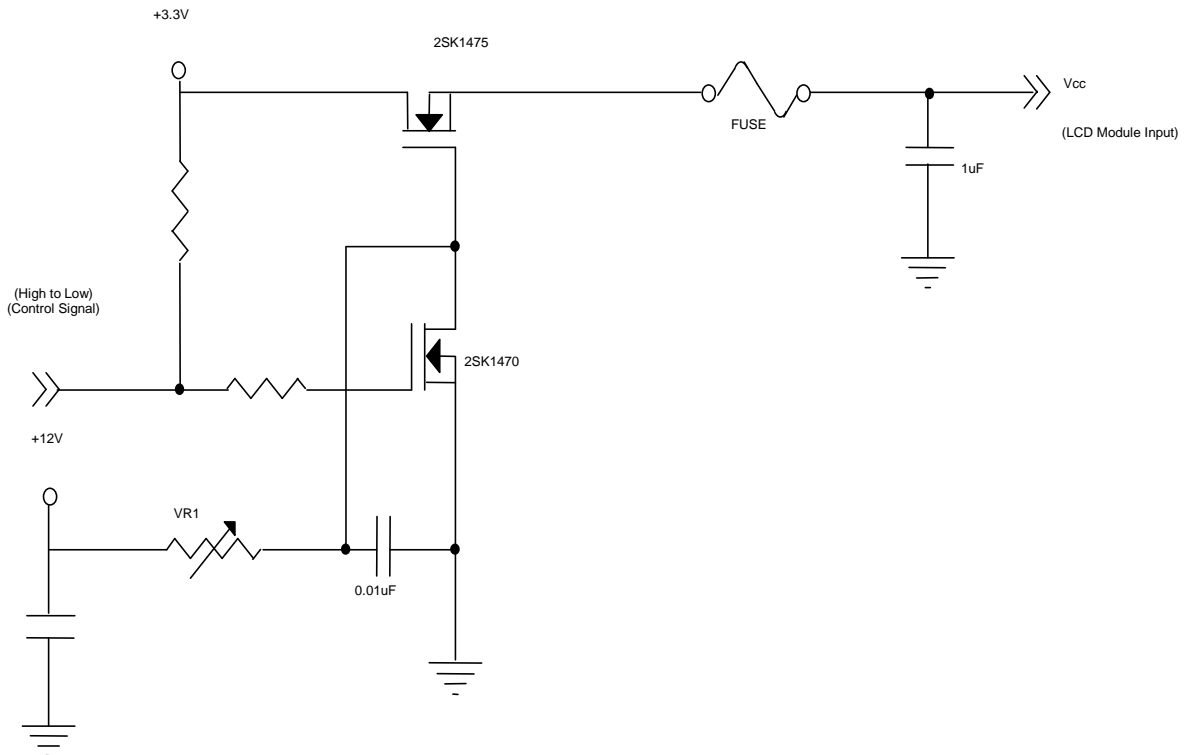 +3.3V
2SK1475
Vcc
FUSE
(LCD Module Input)
1uF
(High to Low)
(Control Signal)
2SK1470
+12V
VR1
0.01uF